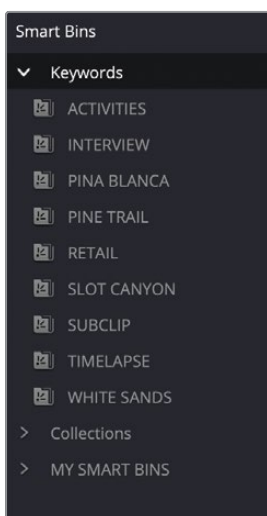 Smart Bins
Keywords
ACTIVITIES
INTERVIEW
PINA BLANCA
PINE TRAIL
RETAIL
SLOT CANYON
SUBCLIP
TIMELAPSE
WHITE SANDS
Collections
MY SMART BINS